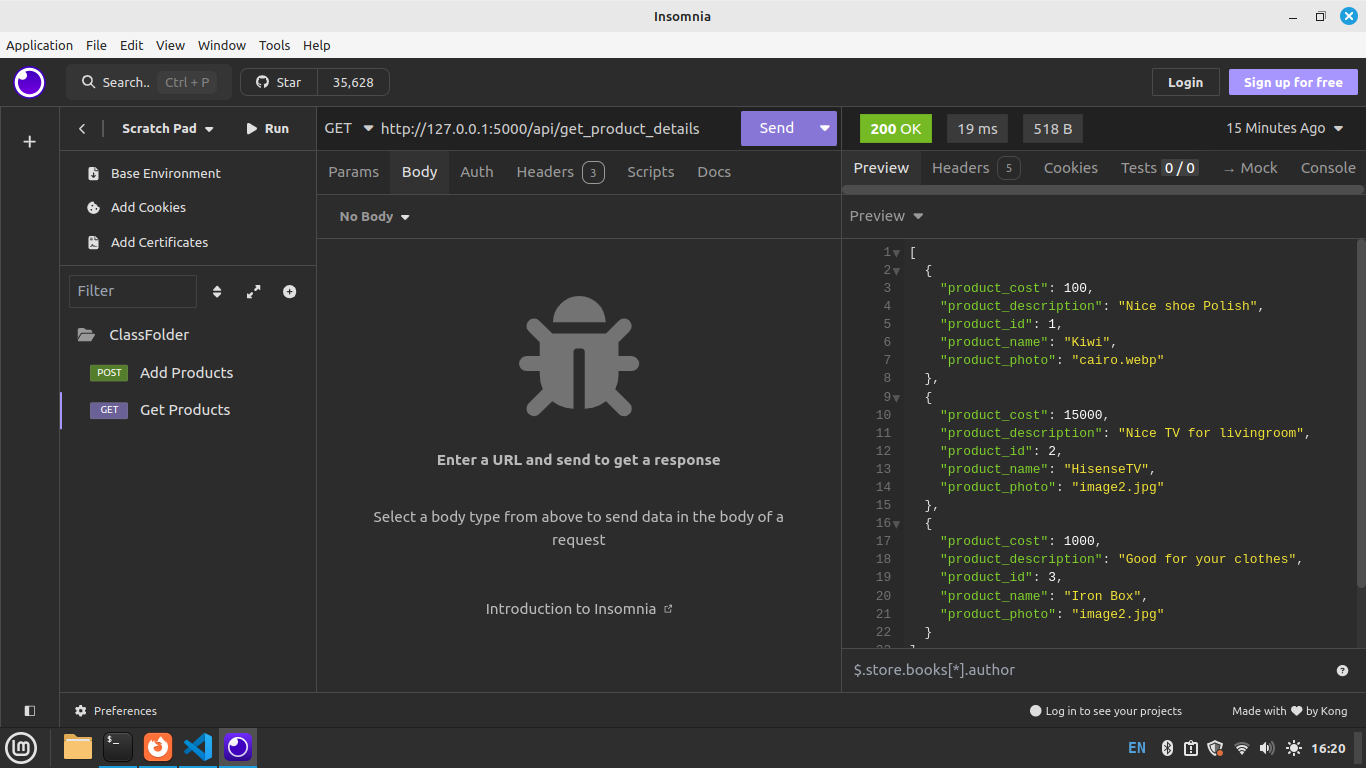 Insomnia
Application File Edit View Window Tools Help
Search.. Ctrl + P Star 35,628 Login Sign up for free
Scratch Pad Run
Base Environment
Add Cookies
Add Certificates
Filter
ClassFolder
POST Add Products
GET Get Products
GET http://127.0.0.1:5000/api/get_product_details Send
Params Body Auth Headers 3 Scripts Docs
No Body
Enter a URL and send to get a response
Select a body type from above to send data in the body of a
request
Introduction to Insomnia
200 OK 19 ms 518 B 15 Minutes Ago
Preview Headers 5 Cookies Tests 0 / 0 → Mock Console
Preview
1 [
2 {
3 "product_cost": 100,
4 "product_description": "Nice shoe Polish",
5 "product_id": 1,
6 "product_name": "Kiwi",
7 "product_photo": "cairo.webp"
8 },
9 {
10 "product_cost": 15000,
11 "product_description": "Nice TV for livingroom",
12 "product_id": 2,
13 "product_name": "HisenseTV",
14 "product_photo": "image2.jpg"
15 },
16 {
17 "product_cost": 1000,
18 "product_description": "Good for your clothes",
19 "product_id": 3,
20 "product_name": "Iron Box",
21 "product_photo": "image2.jpg"
22 }
$.store.books[*].author
Preferences Log in to see your projects Made with ♥ by Kong
EN 16:20